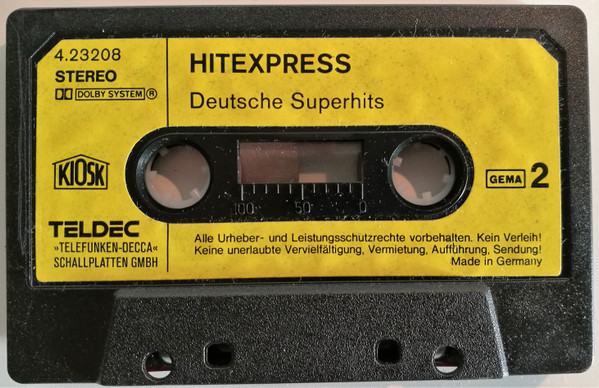 4.23208
STEREO
DOLBY SYSTEM®
HITEXPRESS
Deutsche Superhits
KIOSK
100 50 0
GEMA 2
TELDEC
»TELEFUNKEN-DECCA«
SCHALLPLATTEN GMBH
Alle Urheber- und Leistungsschutzrechte vorbehalten. Kein Verleih!
Keine unerlaubte Vervielfältigung, Vermietung, Aufführung, Sendung!
Made in Germany